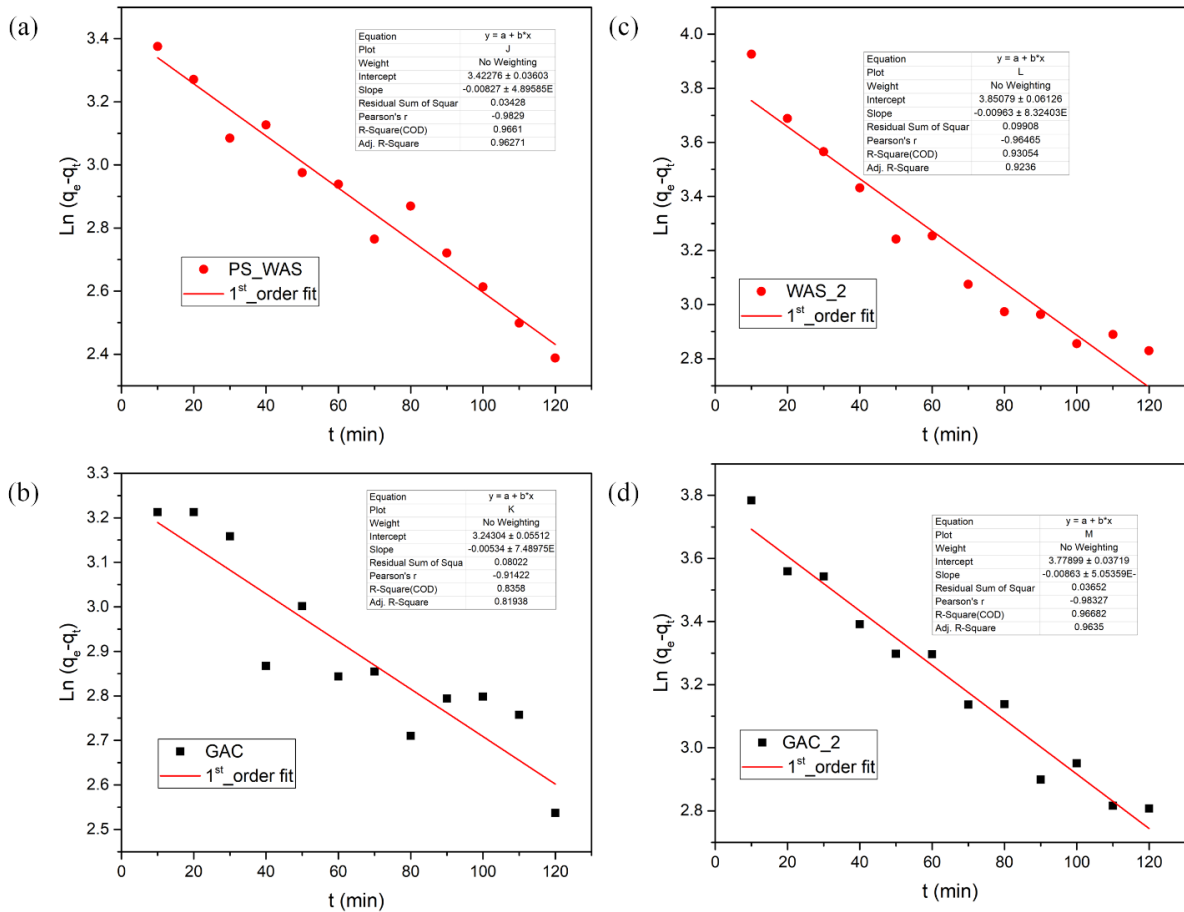 (a)
3.4
3.2
3.0
2.8
2.6
2.4
Ln (qe-qt)
Equation y = a + b*x
Plot J
Weight No Weighting
Intercept 3.42276 ± 0.03603
Slope -0.00827 ± 4.89585E
Residual Sum of Squar 0.03428
Pearson's r -0.9829
R-Square(COD) 0.9661
Adj. R-Square 0.96271
PS_WAS
1st_order fit
0 20 40 60 80 100 120
t (min)
(c)
4.0
3.8
3.6
3.4
3.2
3.0
2.8
Ln (qe-qt)
Equation y = a + b*x
Plot L
Weight No Weighting
Intercept 3.85079 ± 0.06126
Slope -0.00963 ± 8.32403E
Residual Sum of Squar 0.09908
Pearson's r -0.96465
R-Square(COD) 0.93054
Adj. R-Square 0.9236
WAS_2
1st_order fit
0 20 40 60 80 100 120
t (min)
(b)
3.3
3.2
3.1
3.0
2.9
2.8
2.7
2.6
2.5
Ln (qe-qt)
Equation y = a + b*x
Plot K
Weight No Weighting
Intercept 3.24304 ± 0.05512
Slope -0.00534 ± 7.48975E
Residual Sum of Squa 0.08022
Pearson's r -0.91422
R-Square(COD) 0.8358
Adj. R-Square 0.81938
GAC
1st_order fit
0 20 40 60 80 100 120
t (min)
(d)
3.8
3.6
3.4
3.2
3.0
2.8
Ln (qe-qt)
Equation y = a + b*x
Plot M
Weight No Weighting
Intercept 3.77899 ± 0.03719
Slope -0.00863 ± 5.05359E-
Residual Sum of Squar 0.03652
Pearson's r -0.98327
R-Square(COD) 0.96682
Adj. R-Square 0.9635
GAC_2
1st_order fit
0 20 40 60 80 100 120
t (min)